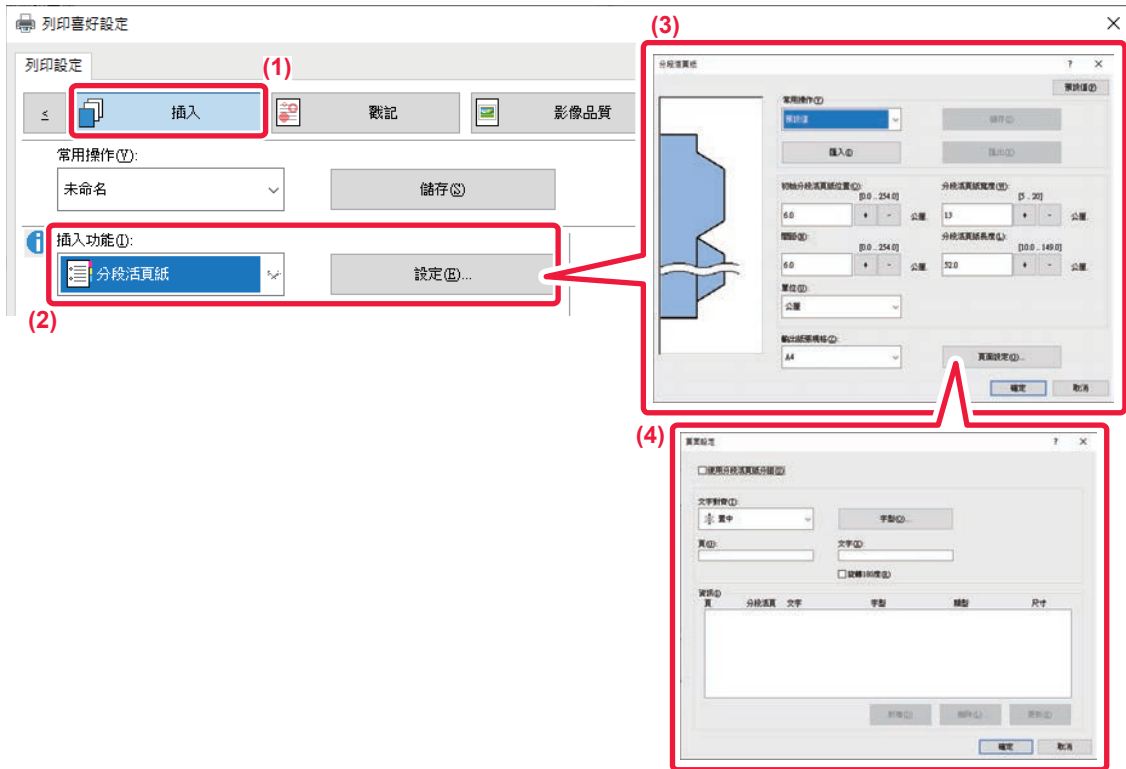 列印喜好設定
列印設定
(1)
≤ 插入 戳記 影像品質
常用操作(V):
未命名 儲存(S)
插入功能(I):
分段活頁紙 設定(E)...
(2)
(3)
分段活頁紙 ? ×
預設值(D)
常用操作(V)
預設值 儲存(S)
匯入(I) 匯出(X)
初始分段活頁紙位置(O): 分段活頁紙寬度(W):
[0.0 .. 254.0] [5 .. 20]
6.0 + - 公釐. 13 + - 公釐.
間距(X): 分段活頁紙長度(L):
[0.0 .. 254.0] [10.0 .. 149.0]
6.0 + - 公釐. 52.0 + - 公釐.
單位(U):
公釐
輸出紙張規格(Z):
A4 頁面設定(J)...
確定 取消
(4)
頁面設定 ? ×
使用分段活頁紙分組(D)
文字對齊(T):
置中 字型(O)...
頁(G): 文字(X):
旋轉180度(R)
資訊(I)
頁 分段活頁 文字 字型 類型 尺寸
新增(D) 刪除(L) 更新(Z)
確定 取消